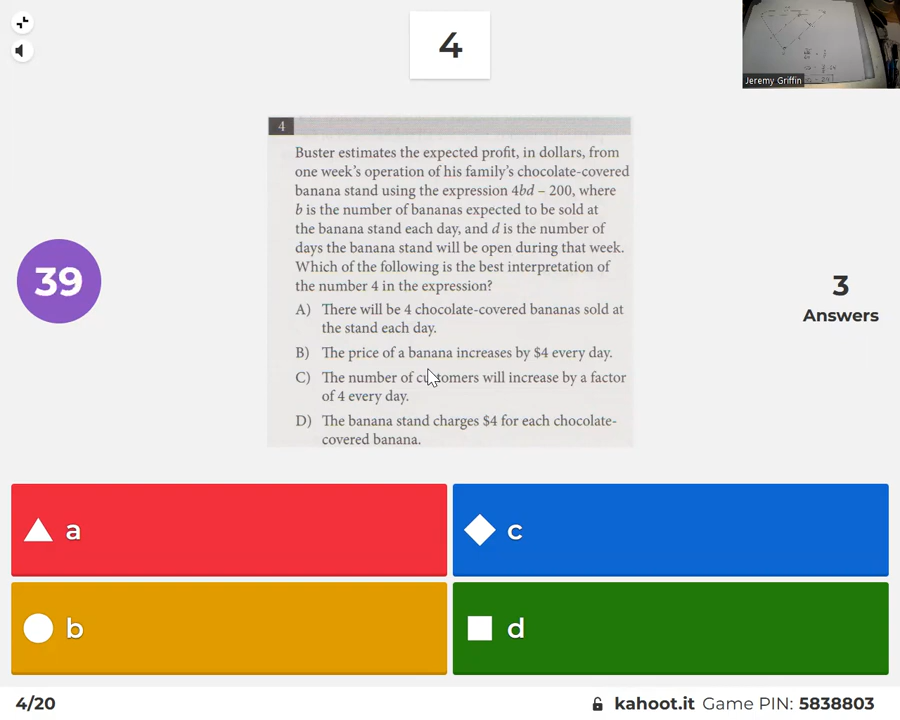 4
Jeremy Griffin
4
Buster estimates the expected profit, in dollars, from
one week's operation of his family's chocolate-covered
banana stand using the expression 4bd – 200, where
b is the number of bananas expected to be sold at
the banana stand each day, and d is the number of
days the banana stand will be open during that week.
Which of the following is the best interpretation of
the number 4 in the expression?
A) There will be 4 chocolate-covered bananas sold at
the stand each day.
B) The price of a banana increases by $4 every day.
C) The number of customers will increase by a factor
of 4 every day.
D) The banana stand charges $4 for each chocolate-
covered banana.
39
3
Answers
a
c
b
d
4/20
kahoot.it Game PIN: 5838803